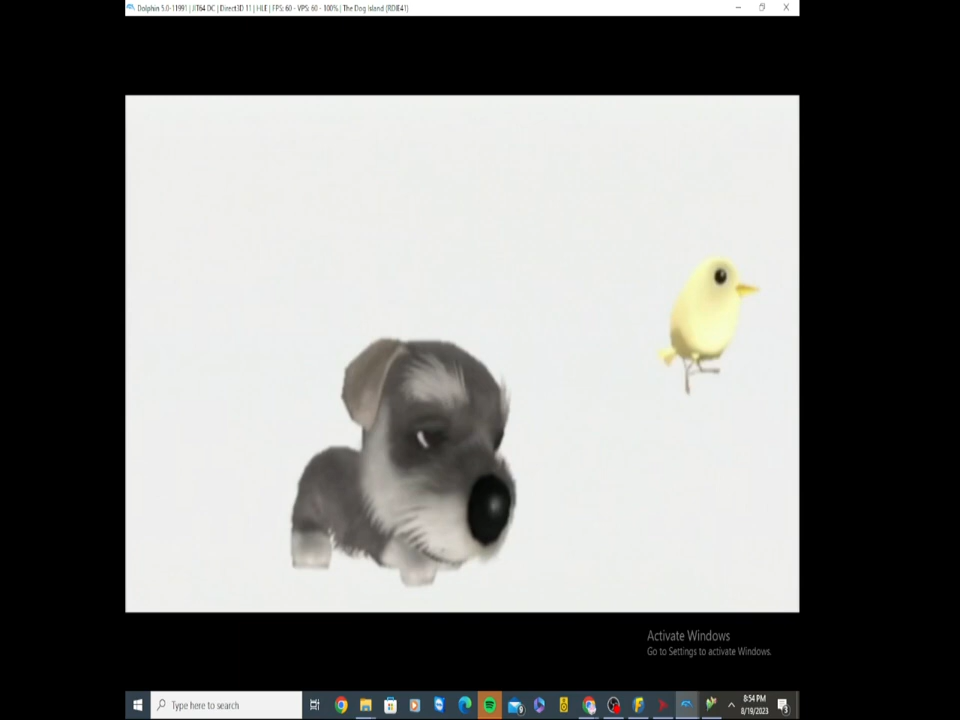 Dolphin 5.0-11991 | JIT64 DC | Direct3D 11 | HLE | FPS: 60 - VPS: 60 - 100% | The Dog Island (RDIE41)
Activate Windows
Go to Settings to activate Windows.
Type here to search
8:54 PM
8/19/2023